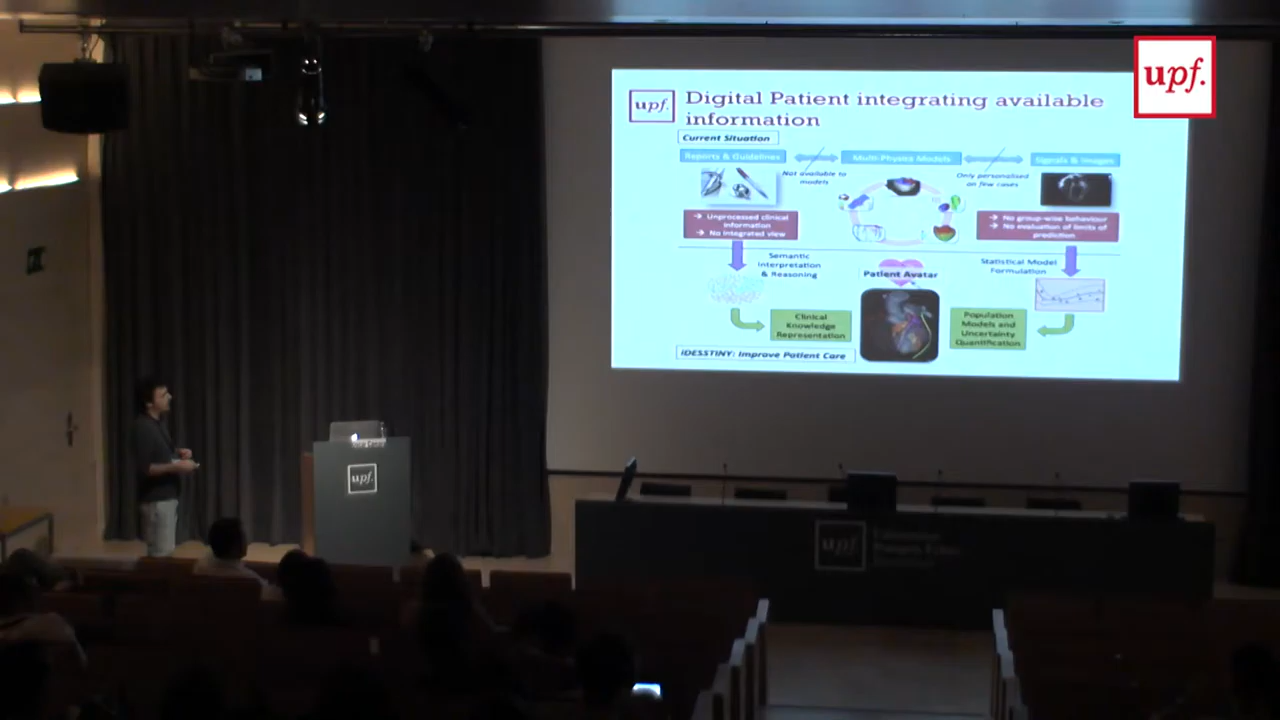 upf.
upf.
Digital Patient integrating available
information
Current Situation
Reports & Guidelines
Multi-Physics Models
Signals & Images
Not available to
models
Only personalised
on few cases
→ Unprocessed clinical
information
→ No integrated view
→ No group-wise behaviour
→ No evaluation of limits of
prediction
Semantic
Interpretation
& Reasoning
Patient Avatar
Statistical Model
Formulation
Clinical
Knowledge
Representation
Population
Models and
Uncertainty
Quantification
iDESSTINY: Improve Patient Care
upf.
upf.